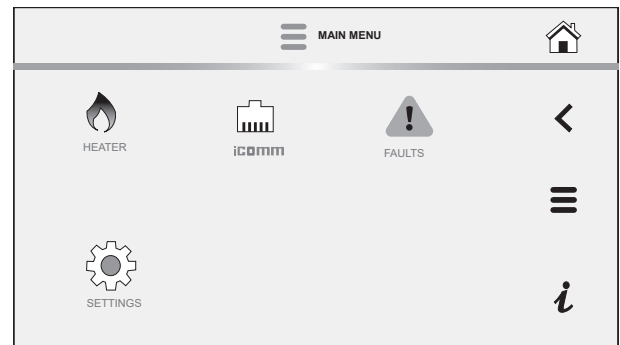 MAIN MENU
HEATER
icomm
FAULTS
SETTINGS
i